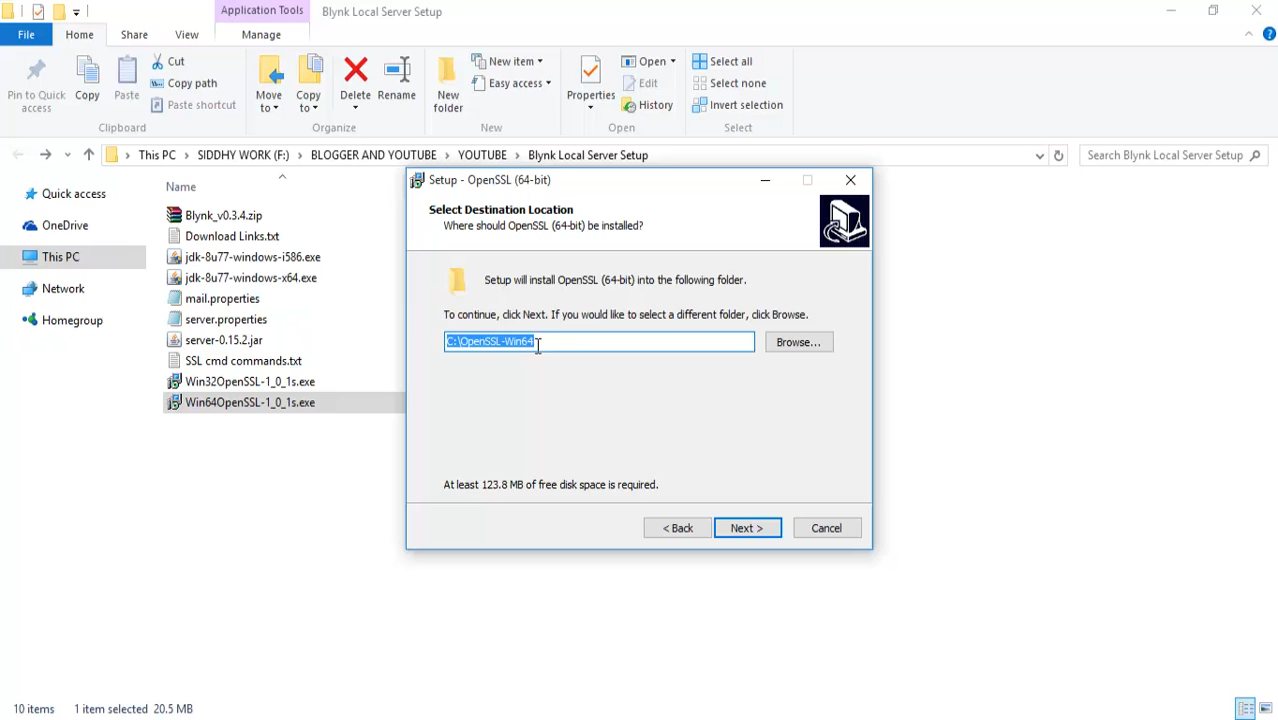 Application Tools
Blynk Local Server Setup
File
Home
Share
View
Manage
Pin to Quick access
Copy
Paste
Cut
Copy path
Paste shortcut
Clipboard
Move to
Copy to
Delete
Rename
Organize
New folder
New item
Easy access
New
Properties
Open
Edit
History
Open
Select all
Select none
Invert selection
Select
This PC > SIDDHY WORK (F:) > BLOGGER AND YOUTUBE > YOUTUBE > Blynk Local Server Setup
Search Blynk Local Server Setup
Quick access
OneDrive
This PC
Network
Homegroup
Name
Blynk_v0.3.4.zip
Download Links.txt
jdk-8u77-windows-i586.exe
jdk-8u77-windows-x64.exe
mail.properties
server.properties
server-0.15.2.jar
SSL cmd commands.txt
Win32OpenSSL-1_0_1s.exe
Win64OpenSSL-1_0_1s.exe
Setup - OpenSSL (64-bit)
Select Destination Location
Where should OpenSSL (64-bit) be installed?
Setup will install OpenSSL (64-bit) into the following folder.
To continue, click Next. If you would like to select a different folder, click Browse.
C:\OpenSSL-Win64
Browse...
At least 123.8 MB of free disk space is required.
< Back
Next >
Cancel
10 items
1 item selected 20.5 MB